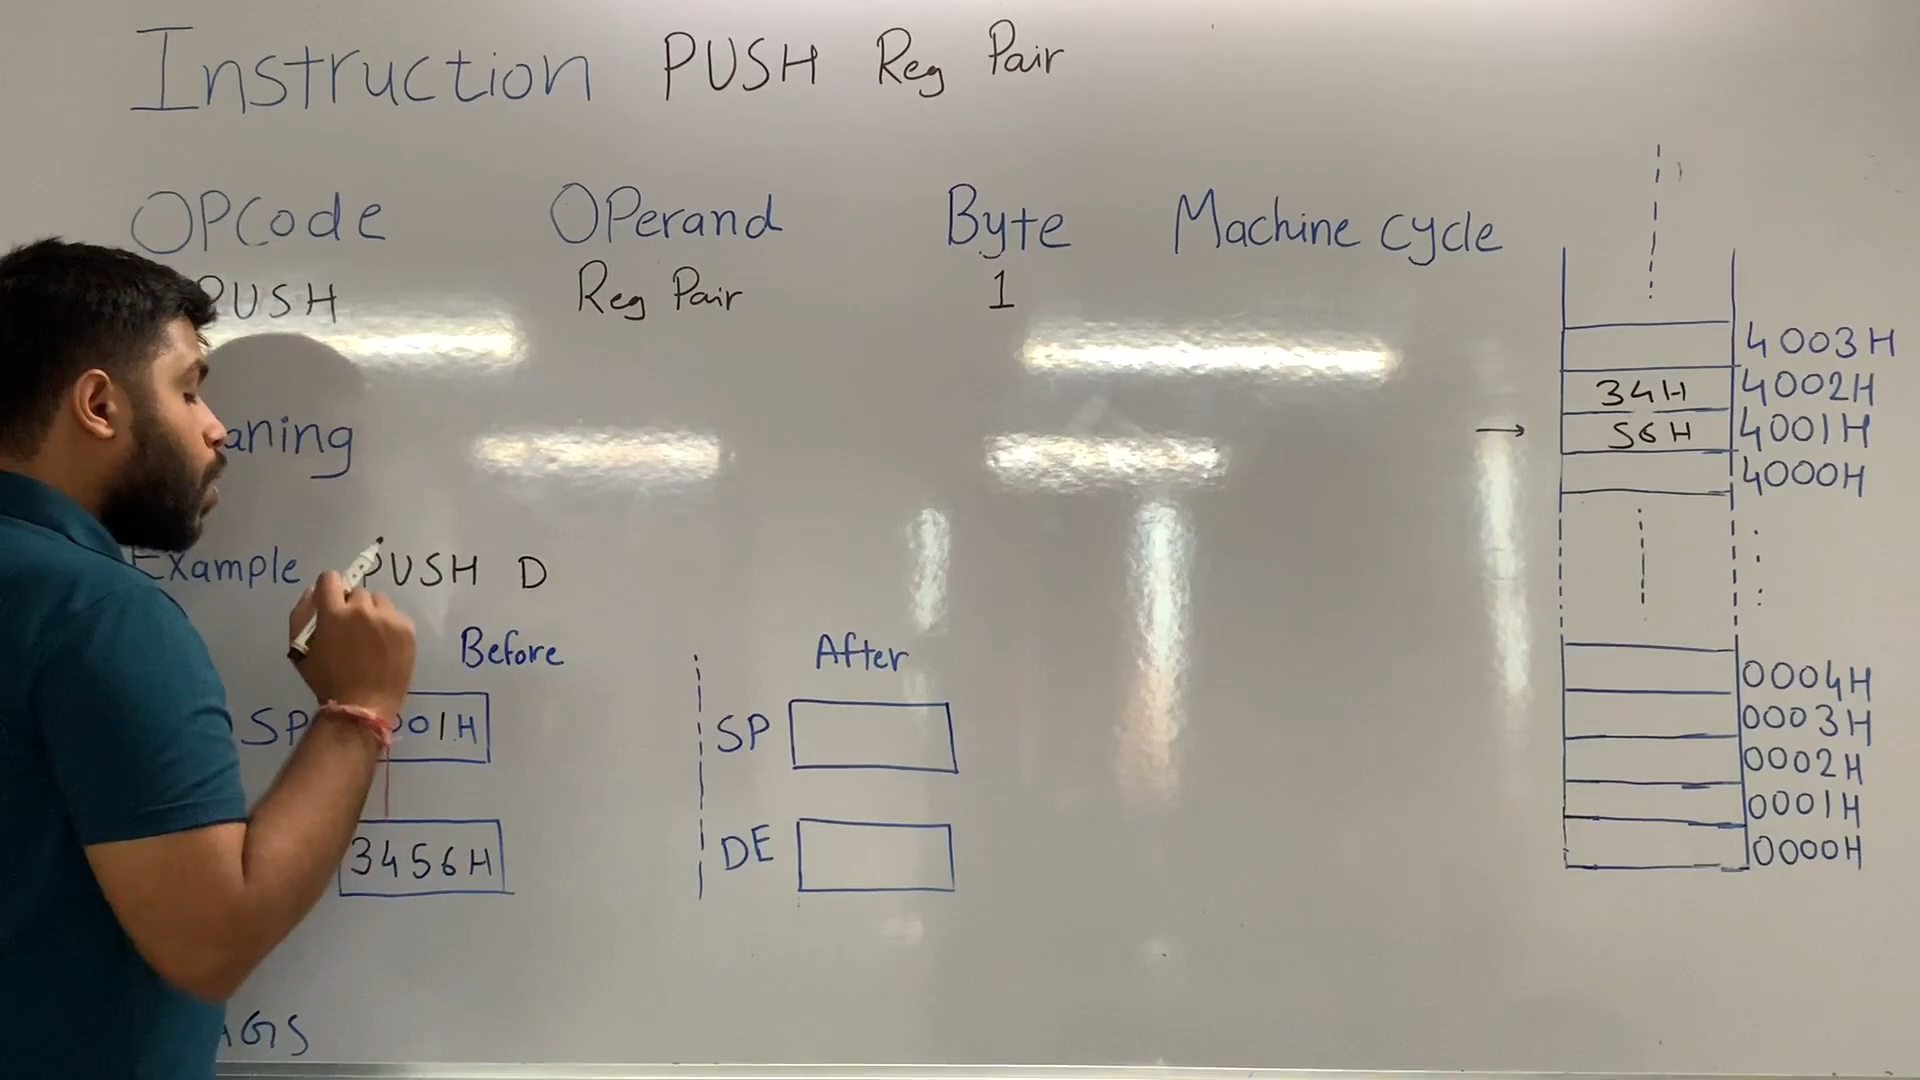 Instruction PUSH Reg Pair
OPCode OPerand Byte Machine cycle
PUSH Reg Pair 1
4003H
34H 4002H
→ 56H 4001H
4000H
aning
Example PUSH D
Before After
SP 001H SP
3456H DE
AGS
0004H
0003H
0002H
0001H
0000H